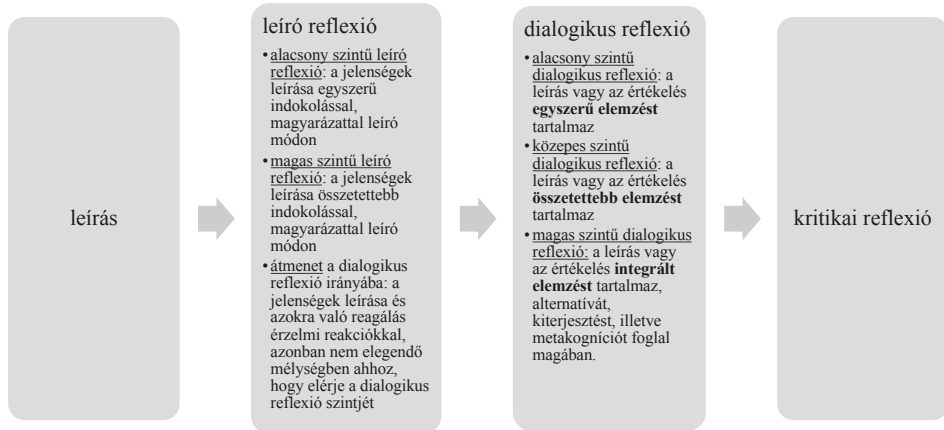 leírás
leíró reflexió
• alacsony szintű leíró
reflexió: a jelenségek
leírása egyszerű
indokolással,
magyarázattal leíró
módon
• magas szintű leíró
reflexió: a jelenségek
leírása összetettebb
indokolással,
magyarázattal leíró
módon
• átmenet a dialogikus
reflexió irányába: a
jelenségek leírása és
azokra való reagálás
érzelmi reakciókkal,
azonban nem elegendő
mélységben ahhoz,
hogy elérje a dialogikus
reflexió szintjét
dialogikus reflexió
• alacsony szintű
dialogikus reflexió: a
leírás vagy az értékelés
egyszerű elemzést
tartalmaz
• közepes szintű
dialogikus reflexió: a
leírás vagy az értékelés
összetettebb elemzést
tartalmaz
• magas szintű dialogikus
reflexió: a leírás vagy
az értékelés integrált
elemzést tartalmaz,
alternatívát,
kiterjesztést, illetve
metakogníciót foglal
magában.
kritikai reflexió